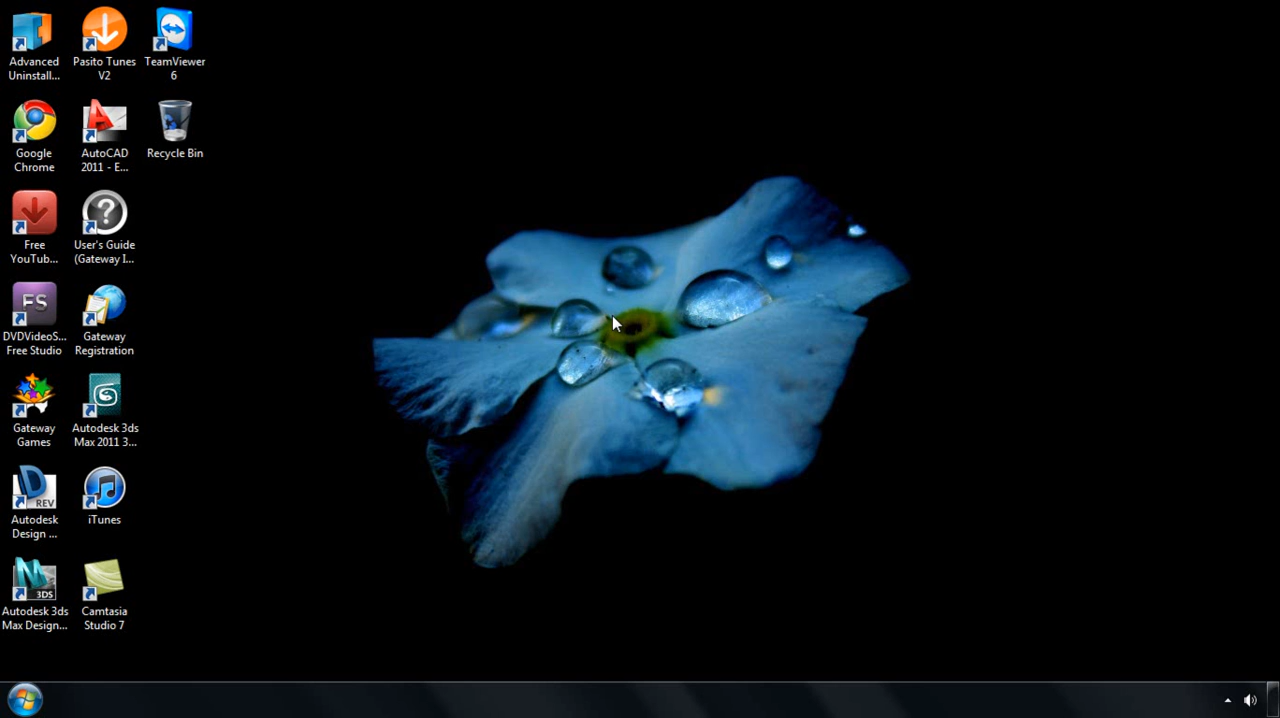 Advanced
Uninstall...
Pasito Tunes
V2
TeamViewer
6
Google
Chrome
AutoCAD
2011 - E...
Recycle Bin
Free
YouTub...
User's Guide
(Gateway I...
FS
DVDVideoS...
Free Studio
Gateway
Registration
Gateway
Games
Autodesk 3ds
Max 2011 3...
REV
Autodesk
Design ...
iTunes
3DS
Autodesk 3ds
Max Design...
Camtasia
Studio 7